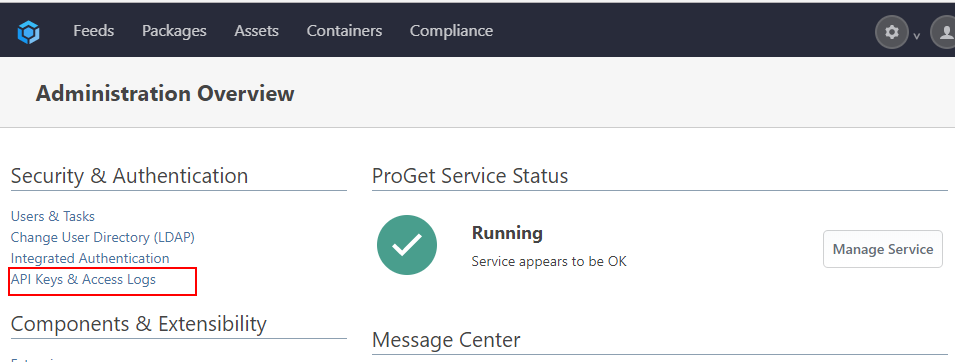 Feeds Packages Assets Containers Compliance
Administration Overview
Security & Authentication
Users & Tasks
Change User Directory (LDAP)
Integrated Authentication
API Keys & Access Logs
Components & Extensibility
ProGet Service Status
Running
Service appears to be OK
Manage Service
Message Center